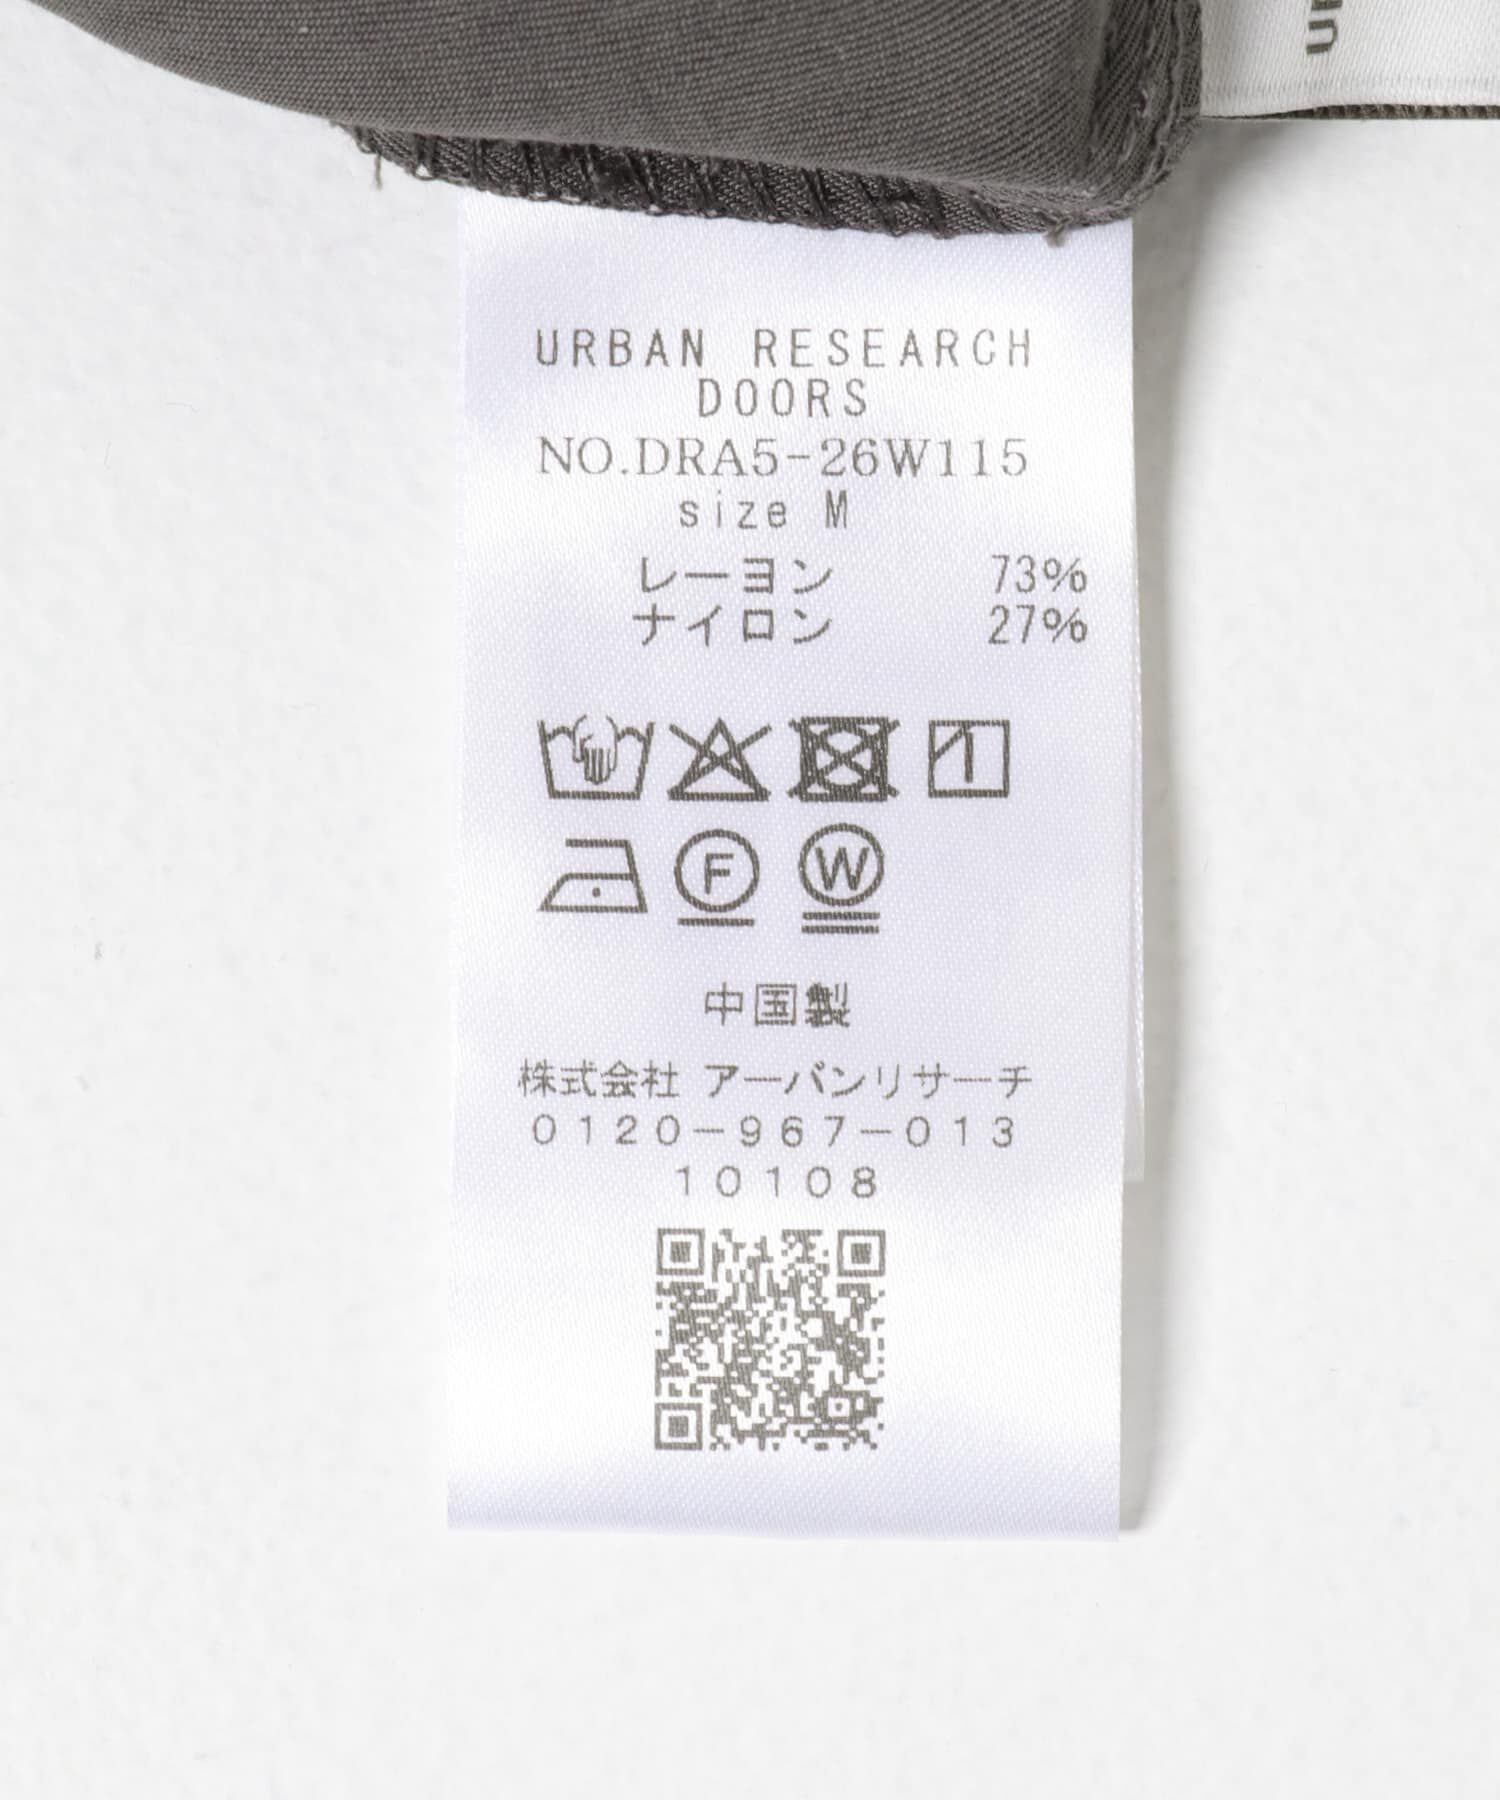 URBAN RESEARCH
DOORS
NO.DRA5-26W115
size M
レーヨン 73%
ナイロン 27%
F W
中国製
株式会社 アーバンリサーチ
0120-967-013
10108